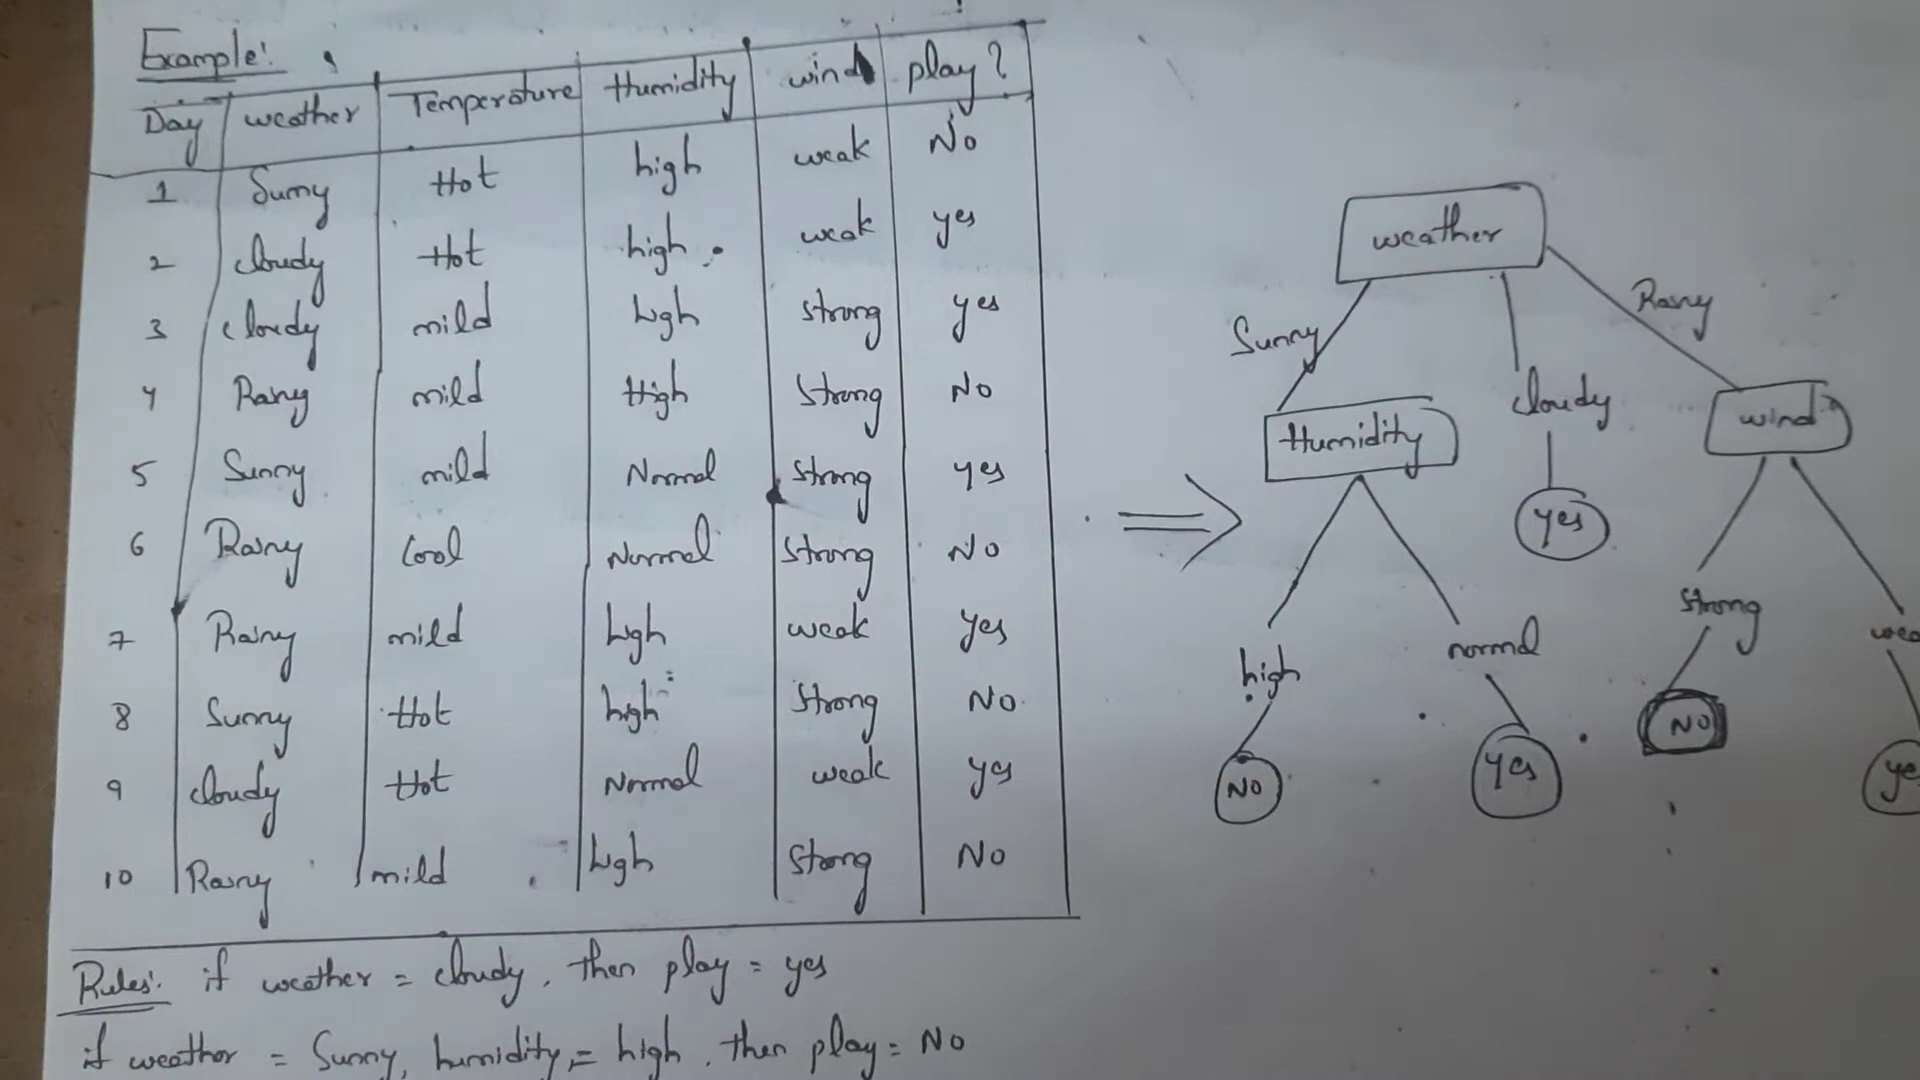 Example:
Day weather Temperature Humidity wind play?
1 Sunny Hot high weak No
2 cloudy Hot high weak yes
3 cloudy mild high strong yes
4 Rainy mild High strong No
5 Sunny mild Normal strong yes
6 Rainy Cool Normal strong No
7 Rainy mild high weak yes
8 Sunny Hot high strong No
9 cloudy Hot Normal weak yes
10 Rainy mild high strong No
Rules: if weather = cloudy, then play = yes
if weather = Sunny, humidity = high, then play = No
weather
Sunny cloudy Rainy
Humidity wind
yes
high normal strong
No yes No